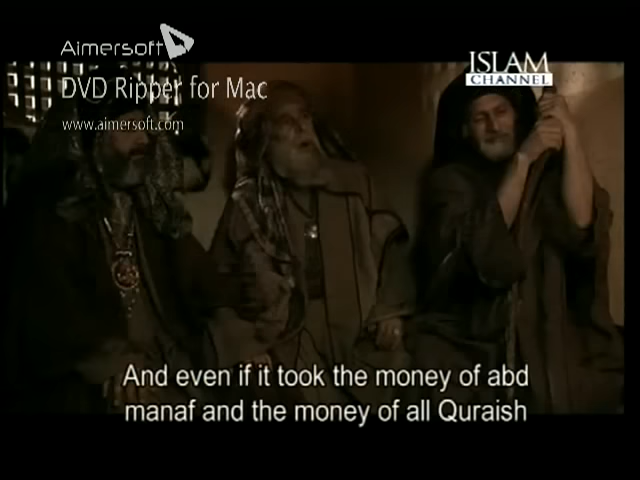 Aimersoft
DVD Ripper for Mac
www.aimersoft.com
ISLAM
CHANNEL
And even if it took the money of abd
manaf and the money of all Quraish